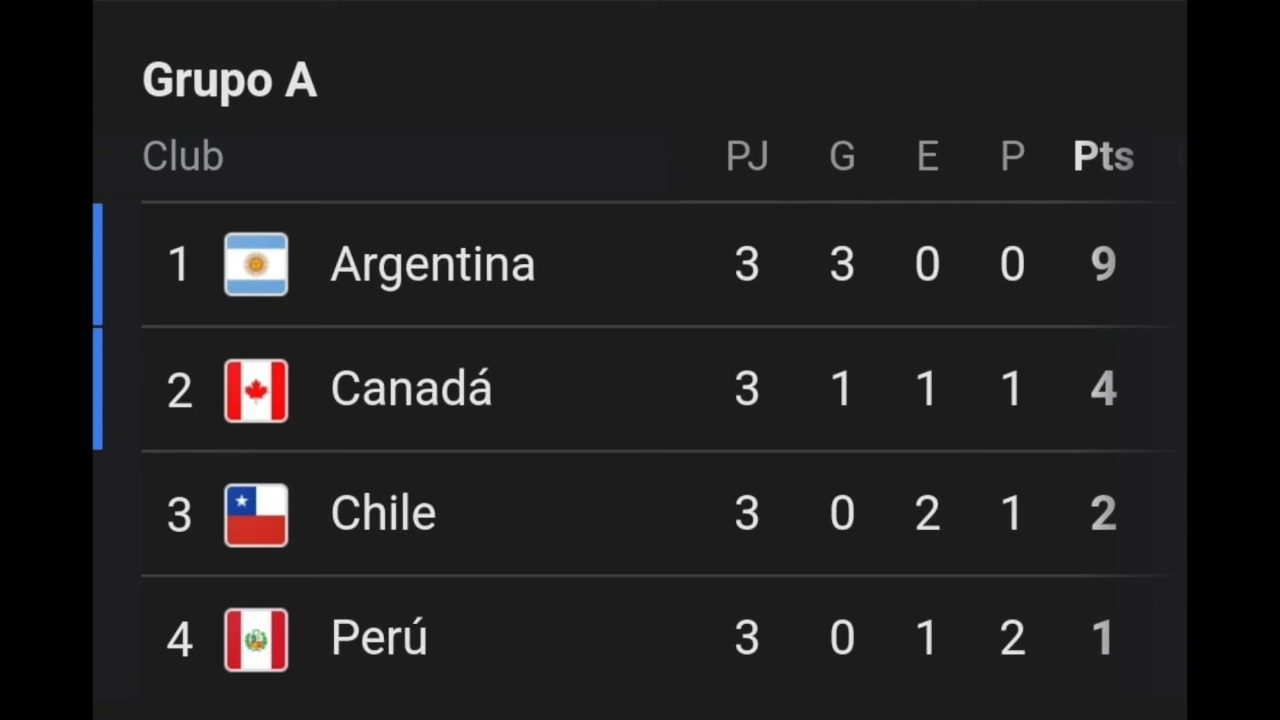 Grupo A
Club PJ G E P Pts
1 Argentina 3 3 0 0 9
2 Canadá 3 1 1 1 4
3 Chile 3 0 2 1 2
4 Perú 3 0 1 2 1